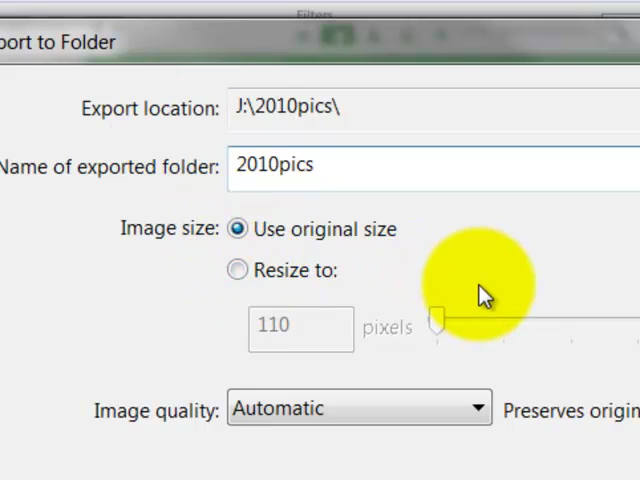 Filters
port to Folder
Export location: J:\2010pics\
Name of exported folder: 2010pics
Image size: Use original size
Resize to:
110 pixels
Image quality: Automatic Preserves origin